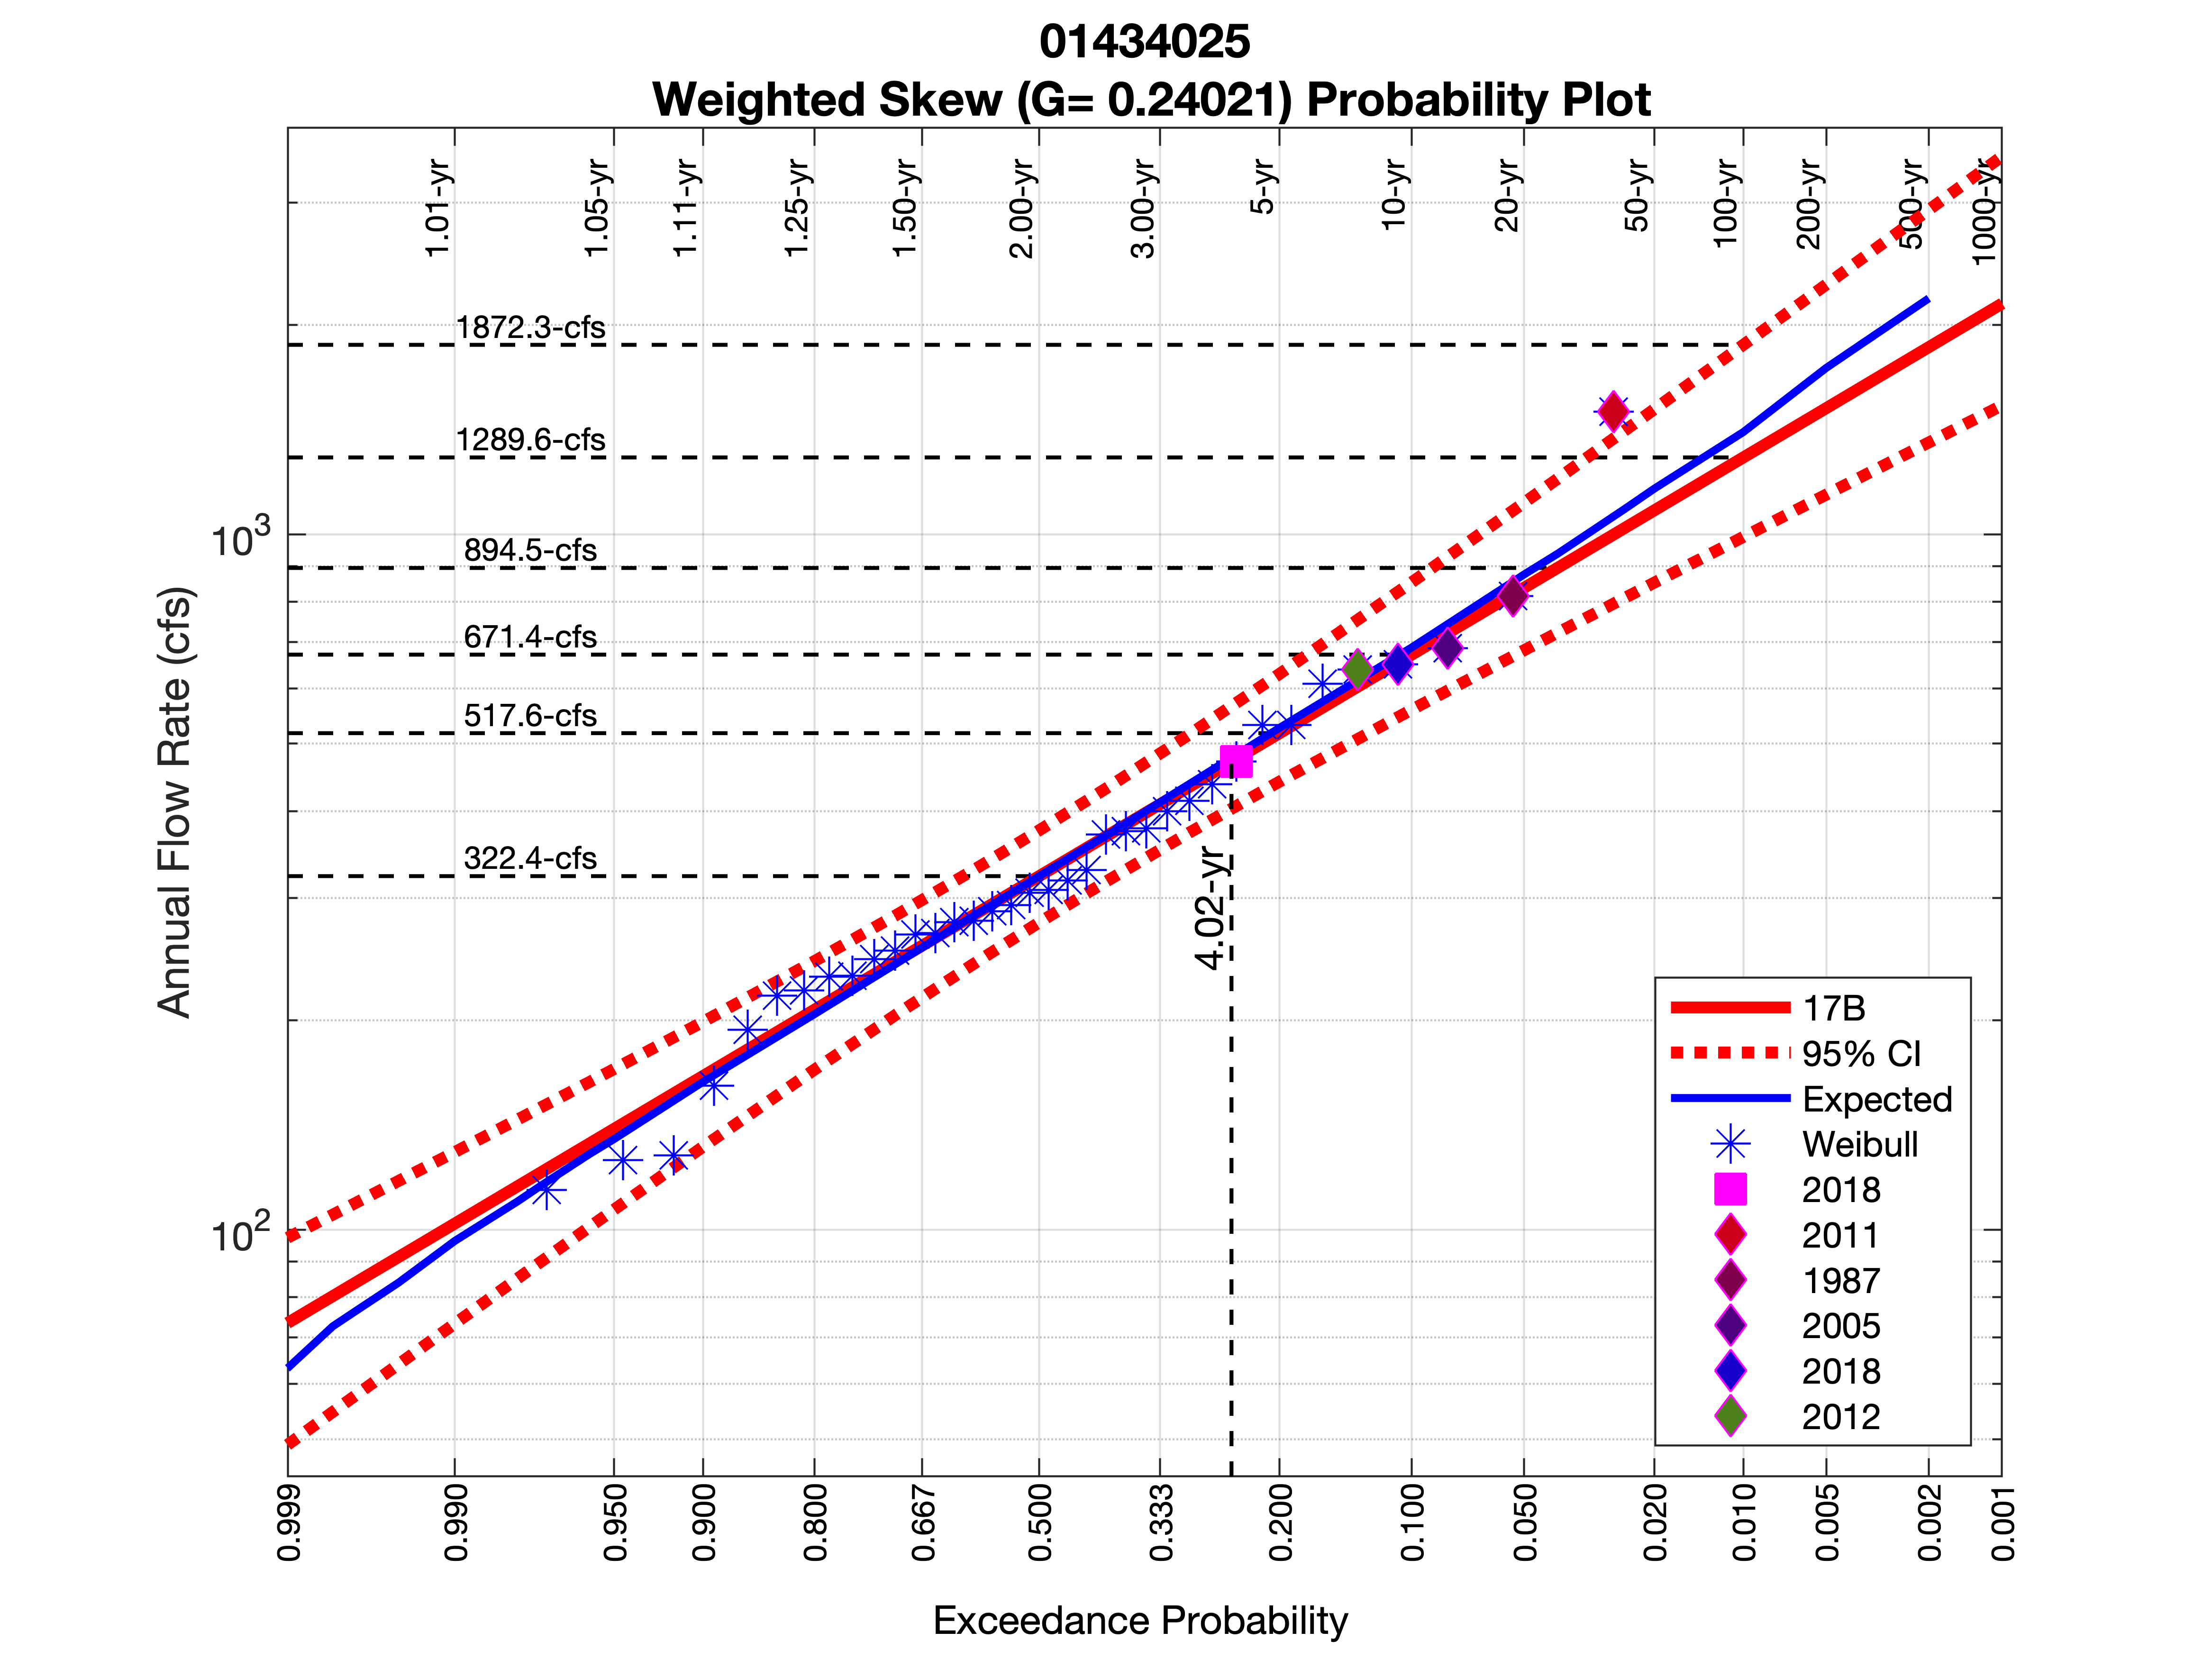 01434025
Weighted Skew (G= 0.24021) Probability Plot
1.01-yr
1.05-yr
1.11-yr
1.25-yr
1.50-yr
2.00-yr
3.00-yr
5-yr
10-yr
20-yr
50-yr
100-yr
200-yr
500-yr
1000-yr
1872.3-cfs
1289.6-cfs
894.5-cfs
671.4-cfs
517.6-cfs
322.4-cfs
4.02-yr
10³
10²
Annual Flow Rate (cfs)
17B
95% CI
Expected
Weibull
2018
2011
1987
2005
2018
2012
0.999
0.990
0.950
0.900
0.800
0.667
0.500
0.333
0.200
0.100
0.050
0.020
0.010
0.005
0.002
0.001
Exceedance Probability